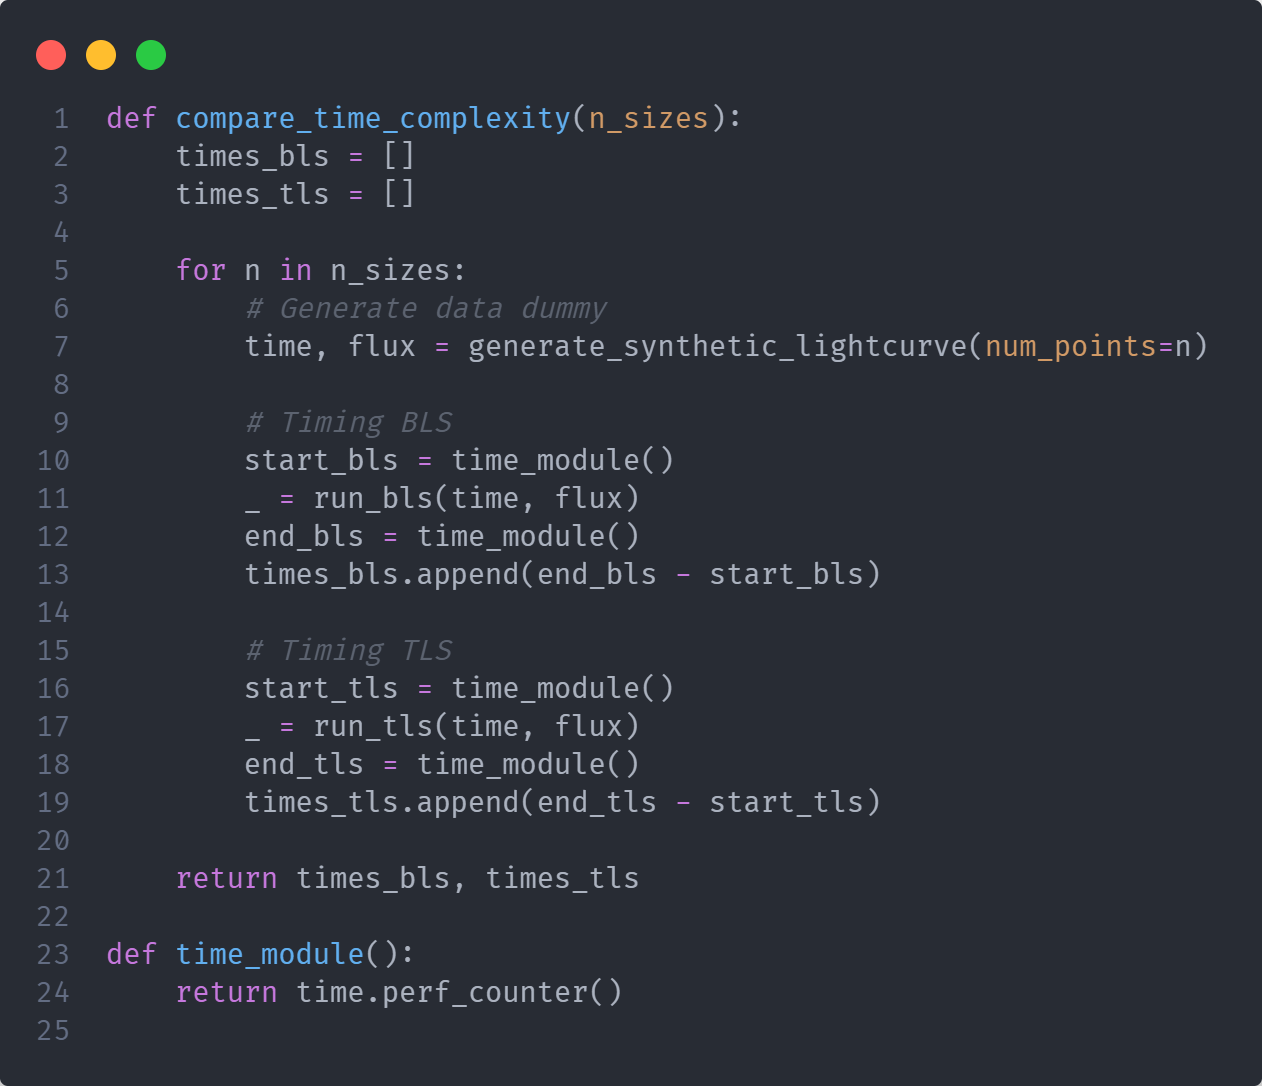 1 def compare_time_complexity(n_sizes):
2     times_bls = []
3     times_tls = []
4
5     for n in n_sizes:
6         # Generate data dummy
7         time, flux = generate_synthetic_lightcurve(num_points=n)
8
9         # Timing BLS
10         start_bls = time_module()
11         _ = run_bls(time, flux)
12         end_bls = time_module()
13         times_bls.append(end_bls - start_bls)
14
15         # Timing TLS
16         start_tls = time_module()
17         _ = run_tls(time, flux)
18         end_tls = time_module()
19         times_tls.append(end_tls - start_tls)
20
21     return times_bls, times_tls
22
23 def time_module():
24     return time.perf_counter()
25